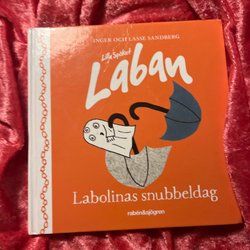 INGER OCH LASSE SANDBERG
Lilla Spöket
Laban
Labolinas snubbeldag
rabén&sjögren